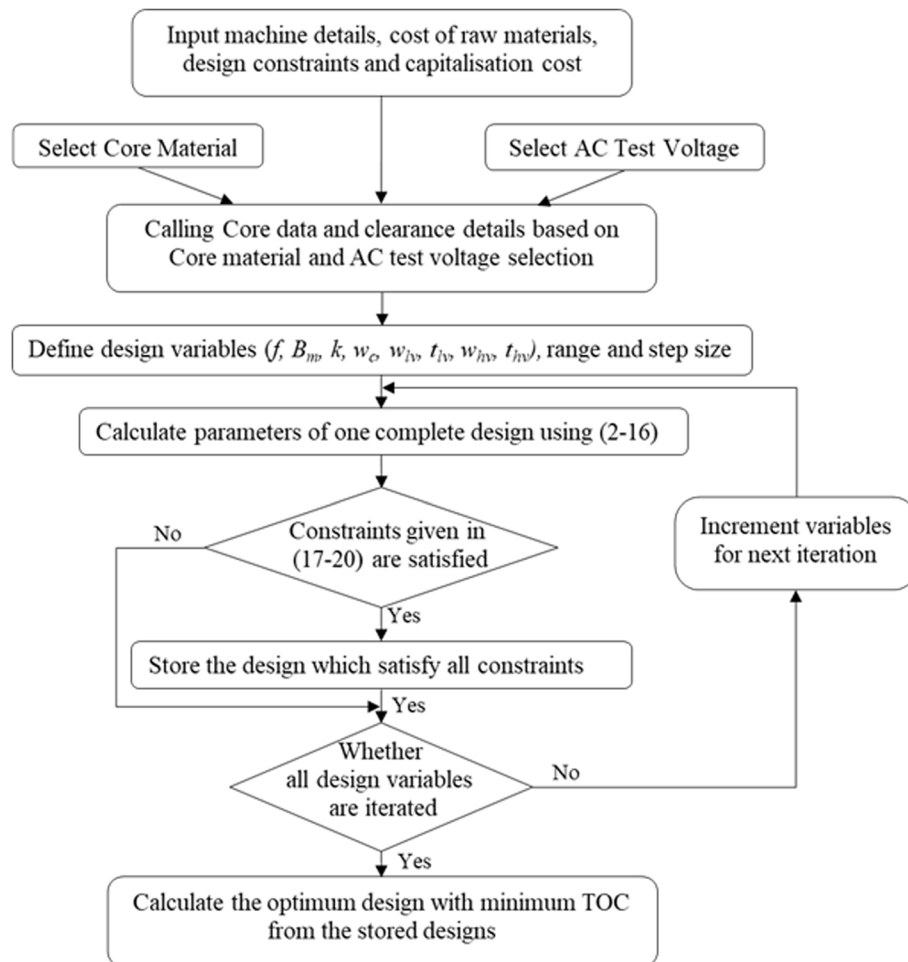 Input machine details, cost of raw materials,
design constraints and capitalisation cost
Select Core Material
Select AC Test Voltage
Calling Core data and clearance details based on
Core material and AC test voltage selection
Define design variables (f, Bm, k, wc, wlv, tlv, whv, thv), range and step size
Calculate parameters of one complete design using (2-16)
No
Constraints given in
(17-20) are satisfied
Increment variables
for next iteration
Yes
Store the design which satisfy all constraints
Yes
Whether
all design variables
are iterated
No
Yes
Calculate the optimum design with minimum TOC
from the stored designs